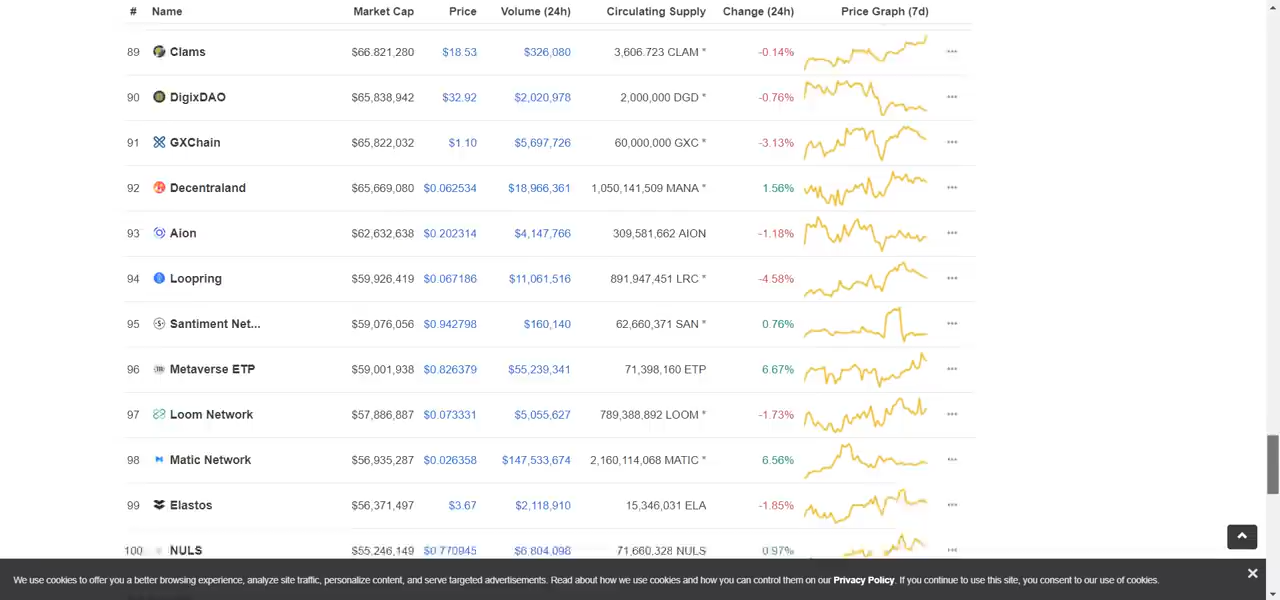 # Name Market Cap Price Volume (24h) Circulating Supply Change (24h) Price Graph (7d)
89 Clams $66,821,280 $18.53 $326,080 3,606,723 CLAM * -0.14%
90 DigixDAO $65,838,942 $32.92 $2,020,978 2,000,000 DGD * -0.76%
91 GXChain $65,822,032 $1.10 $5,697,726 60,000,000 GXC * -3.13%
92 Decentraland $65,669,080 $0.062534 $18,966,361 1,050,141,509 MANA * 1.56%
93 Aion $62,632,638 $0.202314 $4,147,766 309,581,662 AION -1.18%
94 Loopring $59,926,419 $0.067186 $11,061,516 891,947,451 LRC * -4.58%
95 Santiment Net... $59,076,056 $0.942798 $160,140 62,660,371 SAN * 0.76%
96 Metaverse ETP $59,001,938 $0.826379 $55,239,341 71,398,160 ETP 6.67%
97 Loom Network $57,886,887 $0.073331 $5,055,627 789,388,892 LOOM * -1.73%
98 Matic Network $56,935,287 $0.026358 $147,533,674 2,160,114,068 MATIC * 6.56%
99 Elastos $56,371,497 $3.67 $2,118,910 15,346,031 ELA -1.85%
100 NULS $55,246,149 $0.770945 $6,804,098 71,660,328 NULS 0.97%
We use cookies to offer you a better browsing experience, analyze site traffic, personalize content, and serve targeted advertisements. Read about how we use cookies and how you can control them on our Privacy Policy. If you continue to use this site, you consent to our use of cookies.